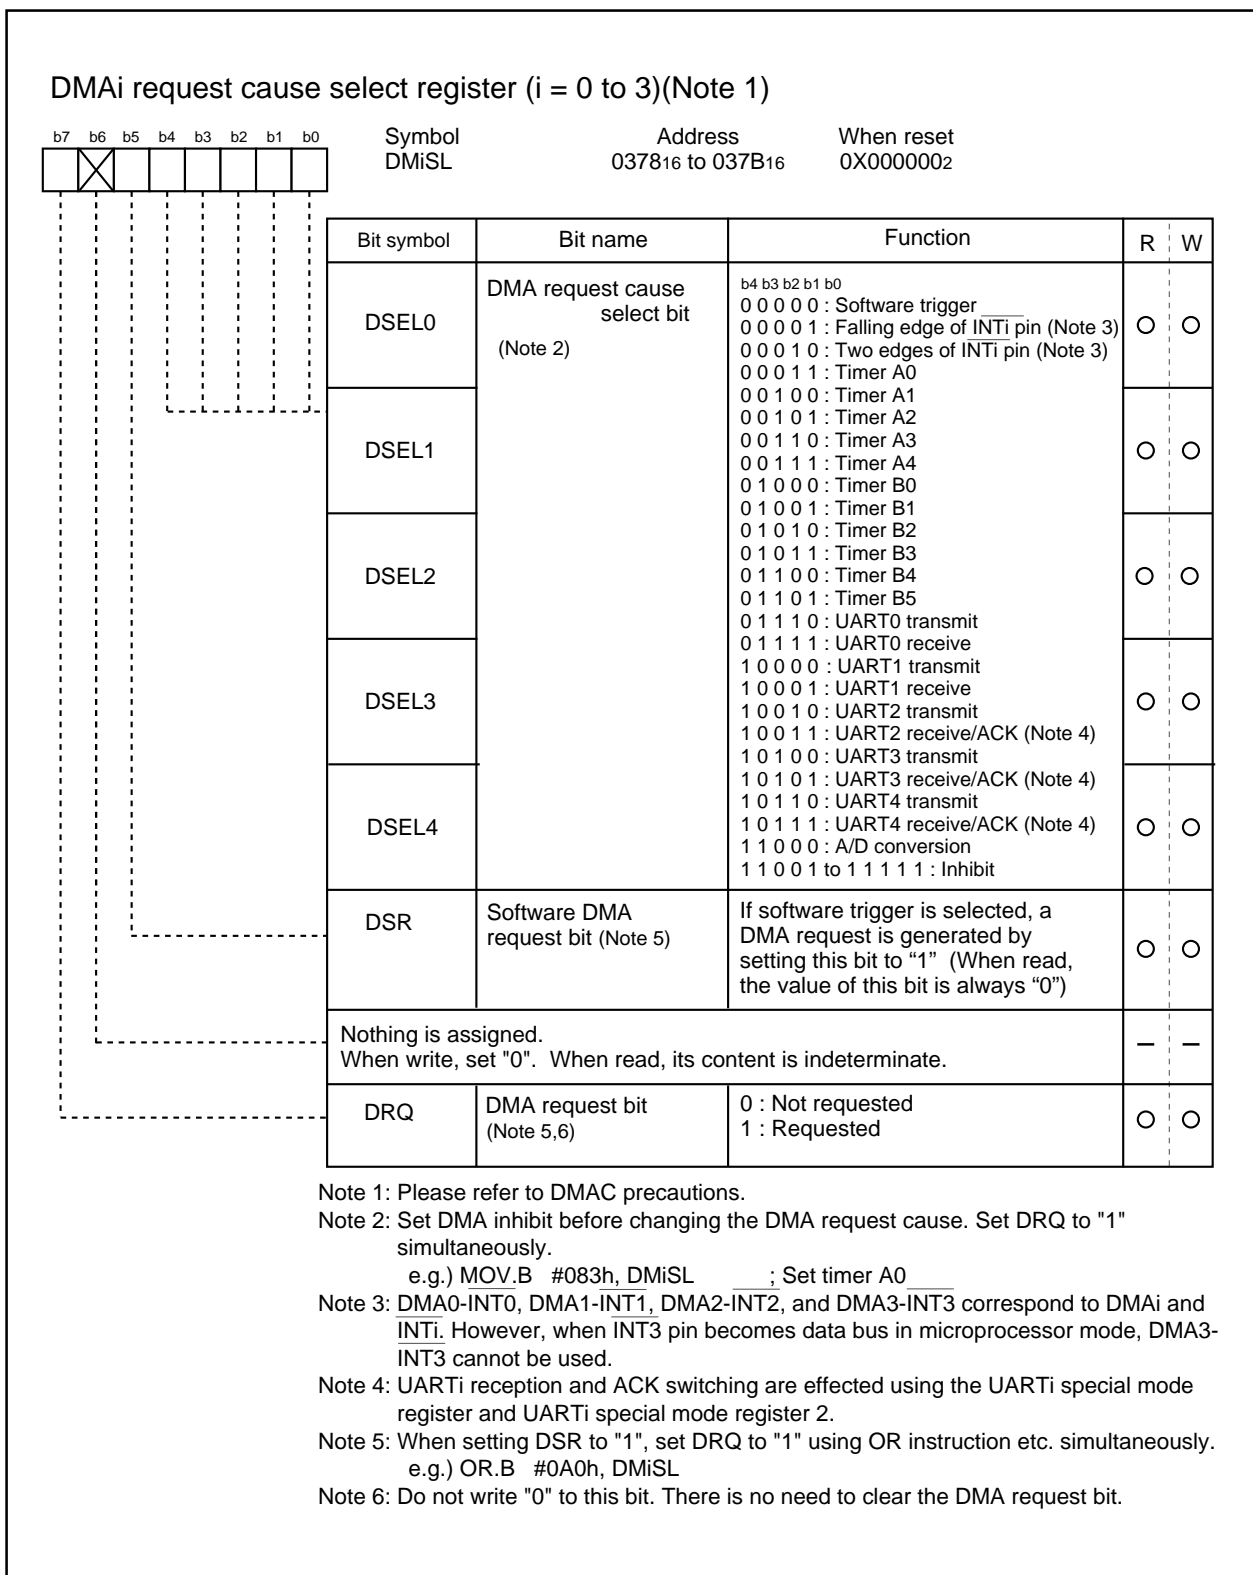 DMAi request cause select register (i = 0 to 3)(Note 1)
b7 b6 b5 b4 b3 b2 b1 b0
Symbol Address When reset
DMiSL 037816 to 037B16 0X0000002
Bit symbol Bit name Function R W
DSEL0
DMA request cause
select bit
(Note 2)
b4 b3 b2 b1 b0
0 0 0 0 0 : Software trigger
0 0 0 0 1 : Falling edge of INTi pin (Note 3)
0 0 0 1 0 : Two edges of INTi pin (Note 3)
0 0 0 1 1 : Timer A0
0 0 1 0 0 : Timer A1
0 0 1 0 1 : Timer A2
0 0 1 1 0 : Timer A3
0 0 1 1 1 : Timer A4
0 1 0 0 0 : Timer B0
0 1 0 0 1 : Timer B1
0 1 0 1 0 : Timer B2
0 1 0 1 1 : Timer B3
0 1 1 0 0 : Timer B4
0 1 1 0 1 : Timer B5
0 1 1 1 0 : UART0 transmit
0 1 1 1 1 : UART0 receive
1 0 0 0 0 : UART1 transmit
1 0 0 0 1 : UART1 receive
1 0 0 1 0 : UART2 transmit
1 0 0 1 1 : UART2 receive/ACK (Note 4)
1 0 1 0 0 : UART3 transmit
1 0 1 0 1 : UART3 receive/ACK (Note 4)
1 0 1 1 0 : UART4 transmit
1 0 1 1 1 : UART4 receive/ACK (Note 4)
1 1 0 0 0 : A/D conversion
1 1 0 0 1 to 1 1 1 1 1 : Inhibit
DSEL1
DSEL2
DSEL3
DSEL4
DSR
Software DMA
request bit (Note 5)
If software trigger is selected, a
DMA request is generated by
setting this bit to “1” (When read,
the value of this bit is always “0”)
Nothing is assigned.
When write, set "0". When read, its content is indeterminate.
DRQ
DMA request bit
(Note 5,6)
0 : Not requested
1 : Requested
Note 1: Please refer to DMAC precautions.
Note 2: Set DMA inhibit before changing the DMA request cause. Set DRQ to "1"
simultaneously.
e.g.) MOV.B #083h, DMiSL ; Set timer A0
Note 3: DMA0-INT0, DMA1-INT1, DMA2-INT2, and DMA3-INT3 correspond to DMAi and
INTi. However, when INT3 pin becomes data bus in microprocessor mode, DMA3-
INT3 cannot be used.
Note 4: UARTi reception and ACK switching are effected using the UARTi special mode
register and UARTi special mode register 2.
Note 5: When setting DSR to "1", set DRQ to "1" using OR instruction etc. simultaneously.
e.g.) OR.B #0A0h, DMiSL
Note 6: Do not write "0" to this bit. There is no need to clear the DMA request bit.